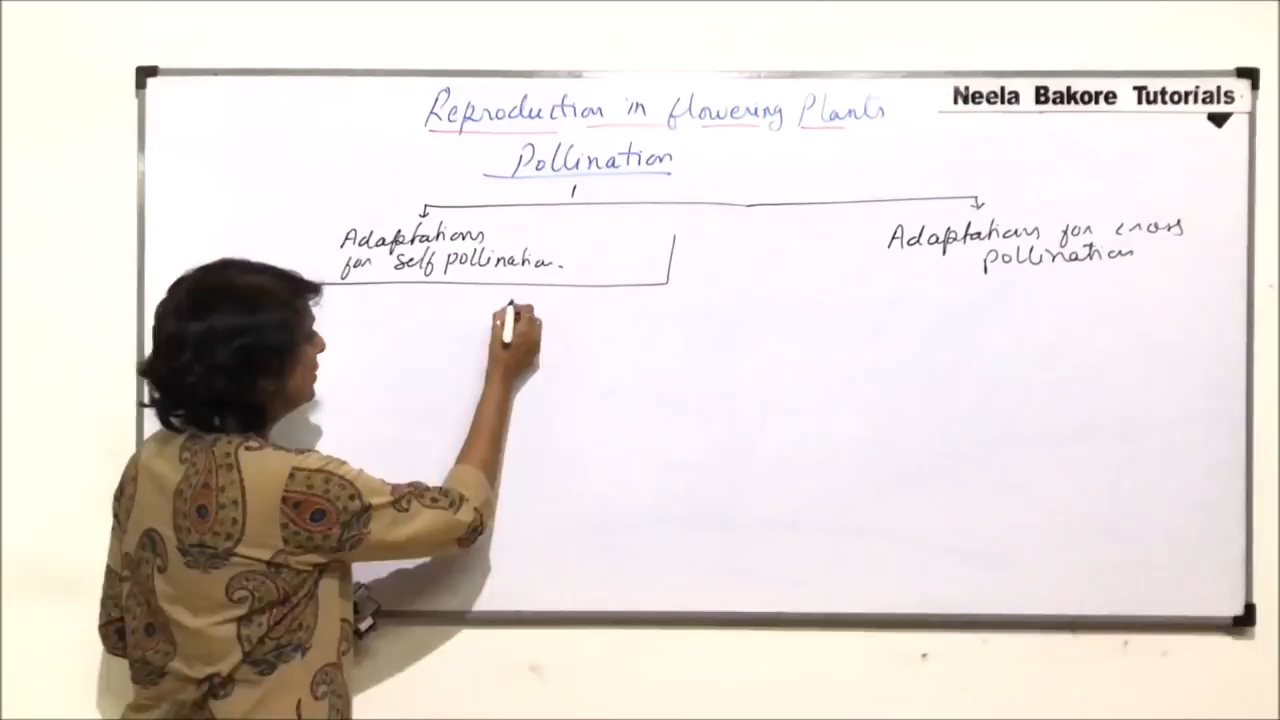 Neela Bakore Tutorials
Reproduction in flowering Plants
Pollination
Adaptations
for self pollination.
Adaptations for cross
pollination